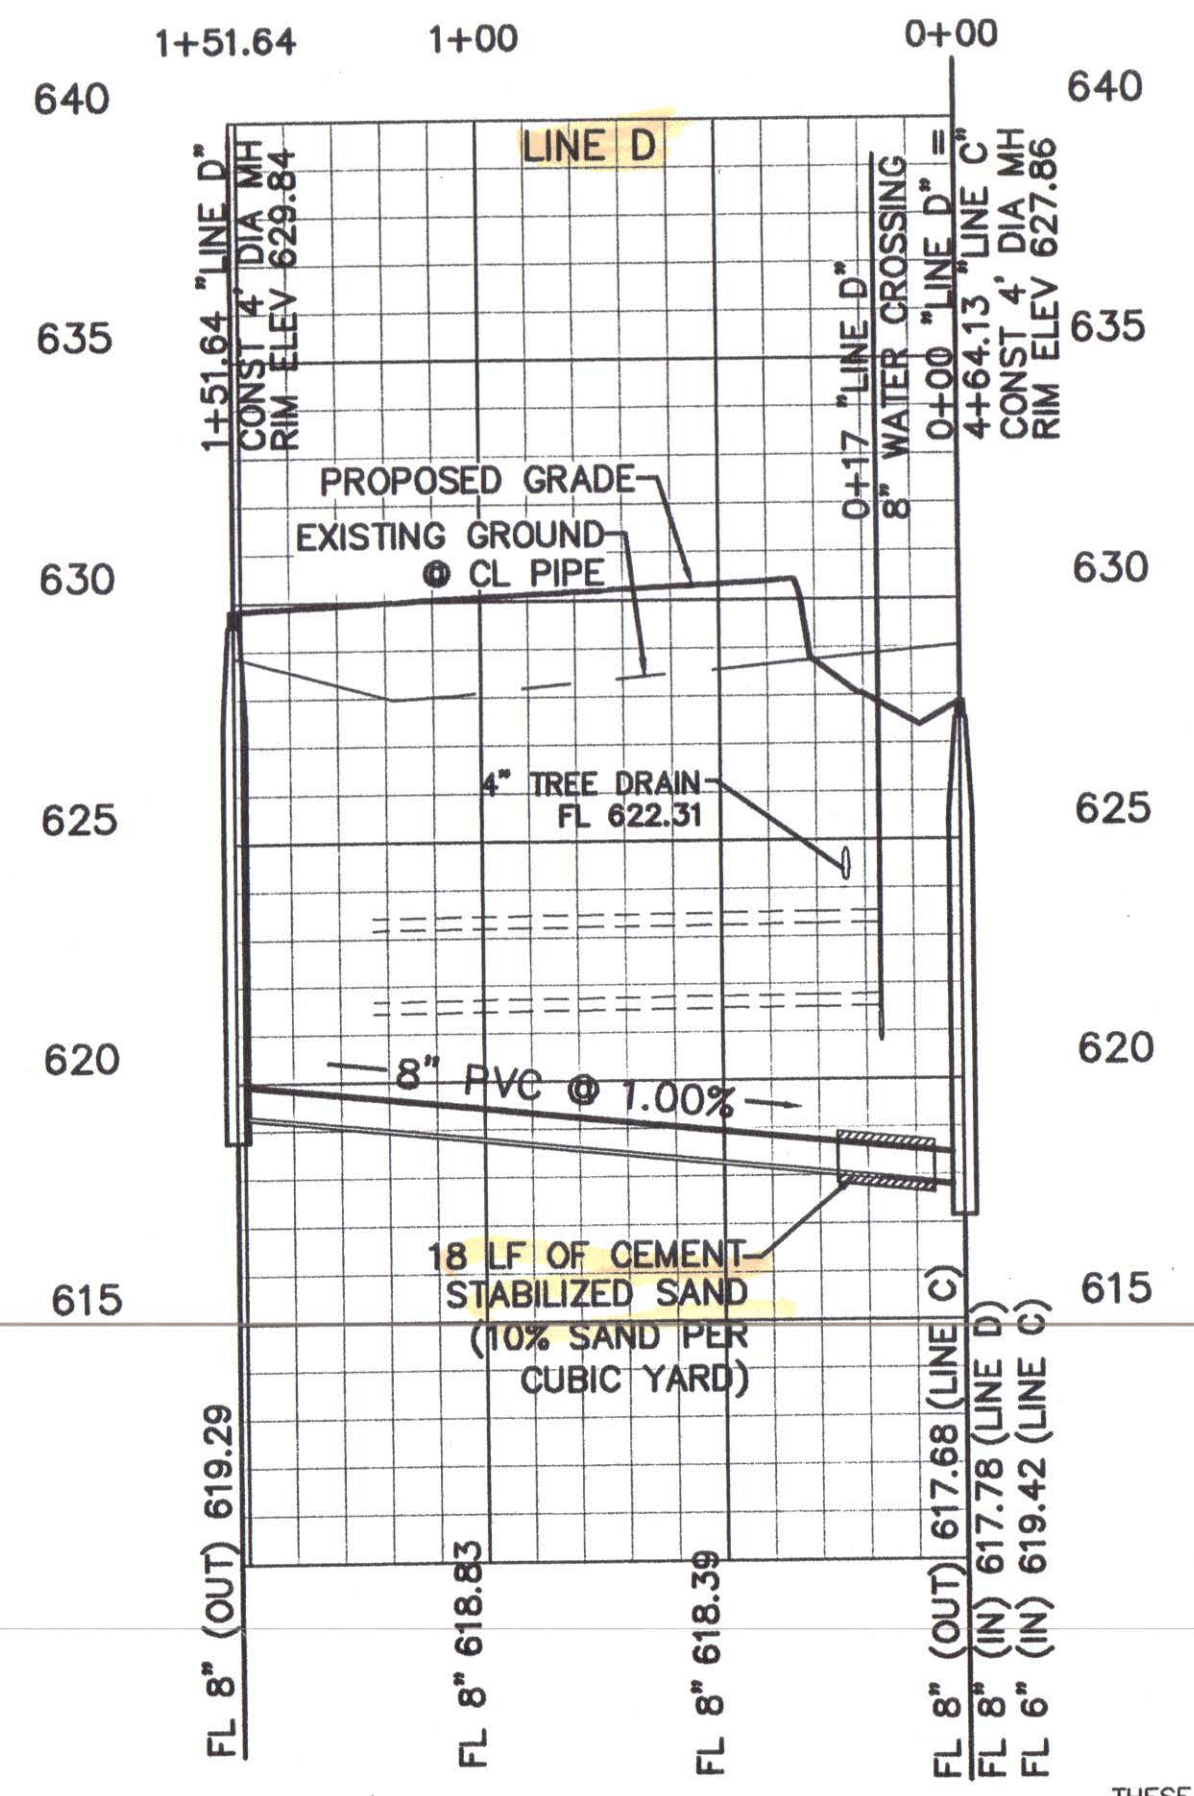 1+51.64
1+00
0+00
640
640
LINE D
1+51.64 "LINE D"
CONST 4' DIA MH
RIM ELEV 629.84
0+17 "LINE D"
8" WATER CROSSING
0+00 "LINE D" =
4+64.13 "LINE C"
CONST 4' DIA MH
RIM ELEV 627.86
635
635
PROPOSED GRADE
EXISTING GROUND
@ CL PIPE
630
630
4" TREE DRAIN
FL 622.31
625
625
620
620
8" PVC @ 1.00%
18 LF OF CEMENT
STABILIZED SAND
(10% SAND PER
CUBIC YARD)
615
615
FL 8" (OUT) 619.29
FL 8" 618.83
FL 8" 618.39
FL 8" (OUT) 617.68 (LINE C)
FL 8" (IN) 617.78 (LINE D)
FL 6" (IN) 619.42 (LINE C)
THESE